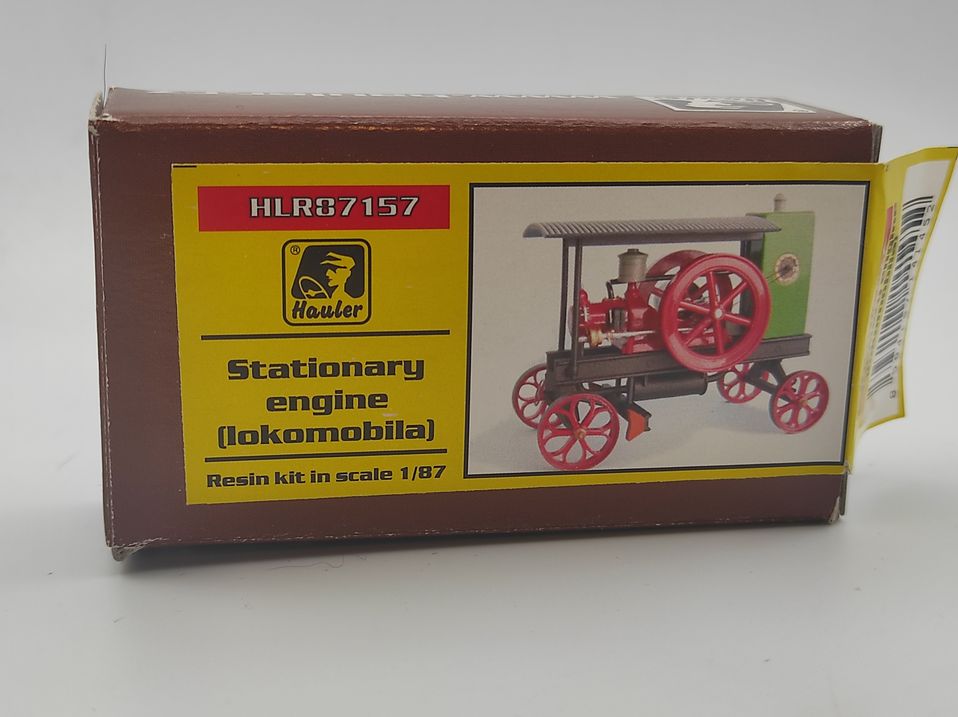 HLR87157
®
Hauler
Stationary
engine
(lokomobila)
Resin kit in scale 1/87